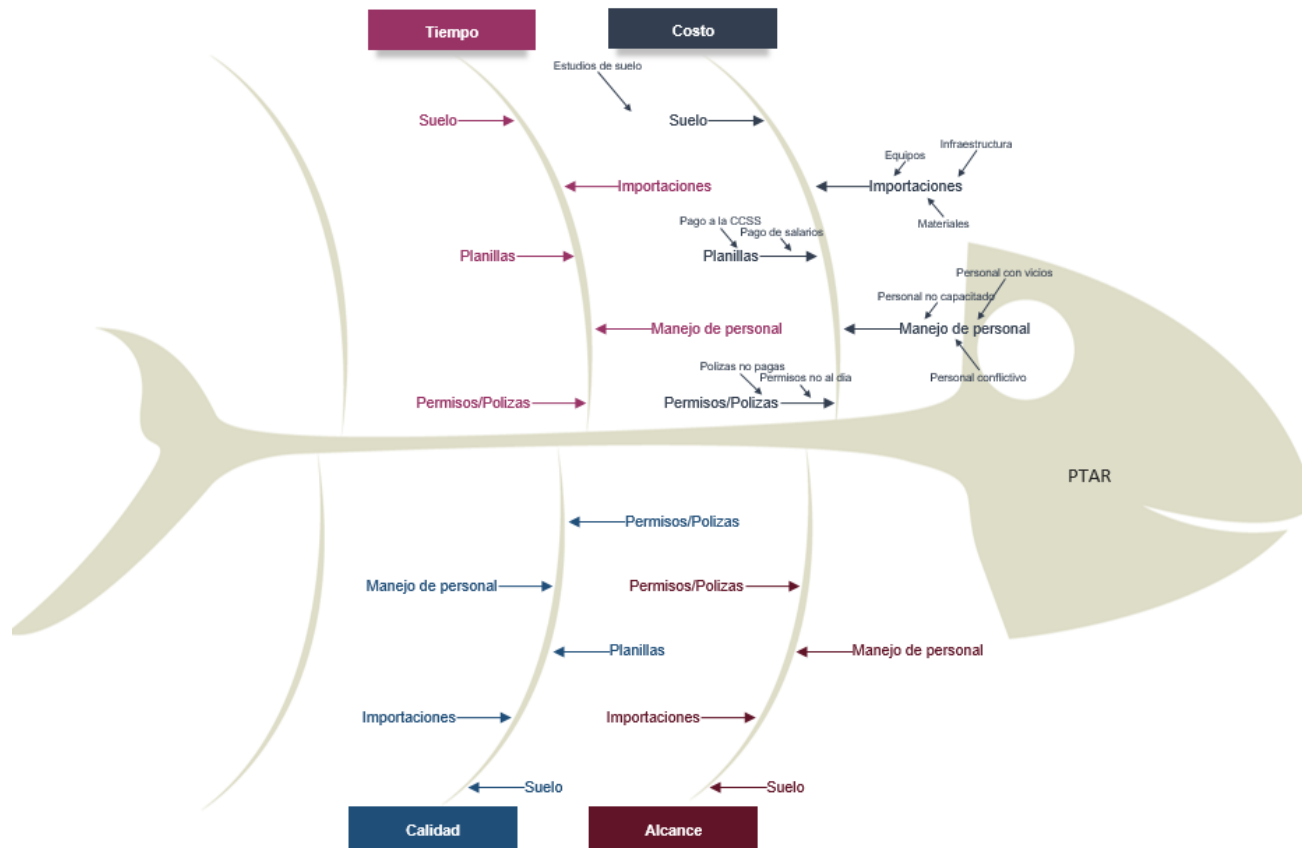 Tiempo
Costo
Estudios de suelo
Suelo
Suelo
Infraestructura
Equipos
Importaciones
Importaciones
Materiales
Pago a la CCSS
Pago de salarios
Planillas
Planillas
Personal con vicios
Personal no capacitado
Manejo de personal
Manejo de personal
Polizas no pagas
Permisos no al dia
Personal conflictivo
Permisos/Polizas
Permisos/Polizas
PTAR
Permisos/Polizas
Manejo de personal
Permisos/Polizas
Planillas
Manejo de personal
Importaciones
Importaciones
Suelo
Suelo
Calidad
Alcance